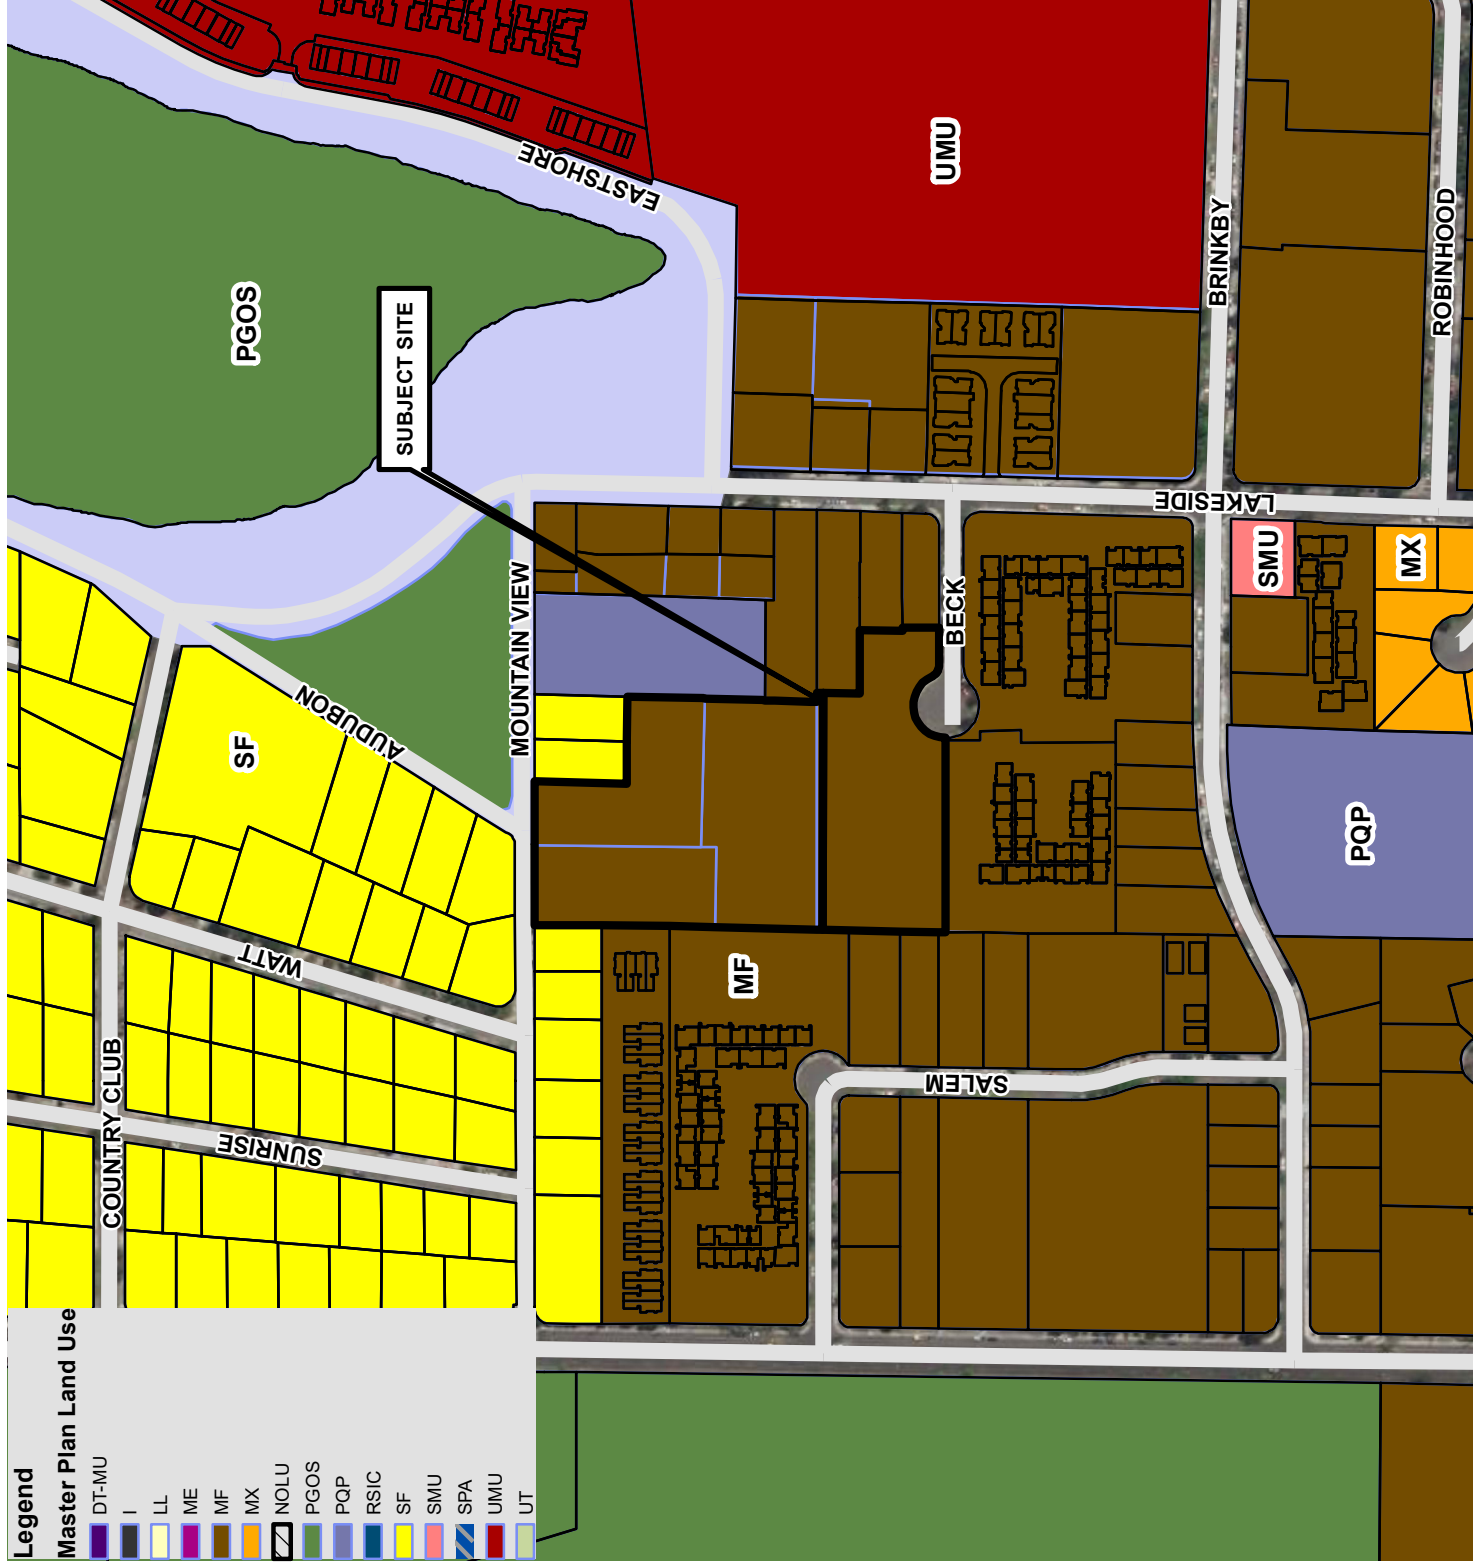 Legend
Master Plan Land Use
DT-MU
I
LL
ME
MF
MX
NOLU
PGOS
PQP
RSIC
SF
SMU
SPA
UMU
UT
COUNTRY CLUB
SUNRISE
WATT
SF
AUDUBON
MOUNTAIN VIEW
PGOS
SUBJECT SITE
EASTSHORE
UMU
BRINKBY
ROBINHOOD
LAKESIDE
BECK
SMU
MX
PQP
MF
SALEM